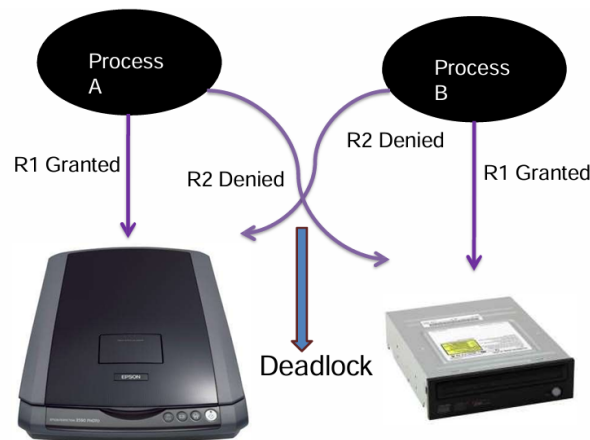 Process
A
Process
B
R1 Granted
R2 Denied
R2 Denied
R1 Granted
Deadlock
EPSON